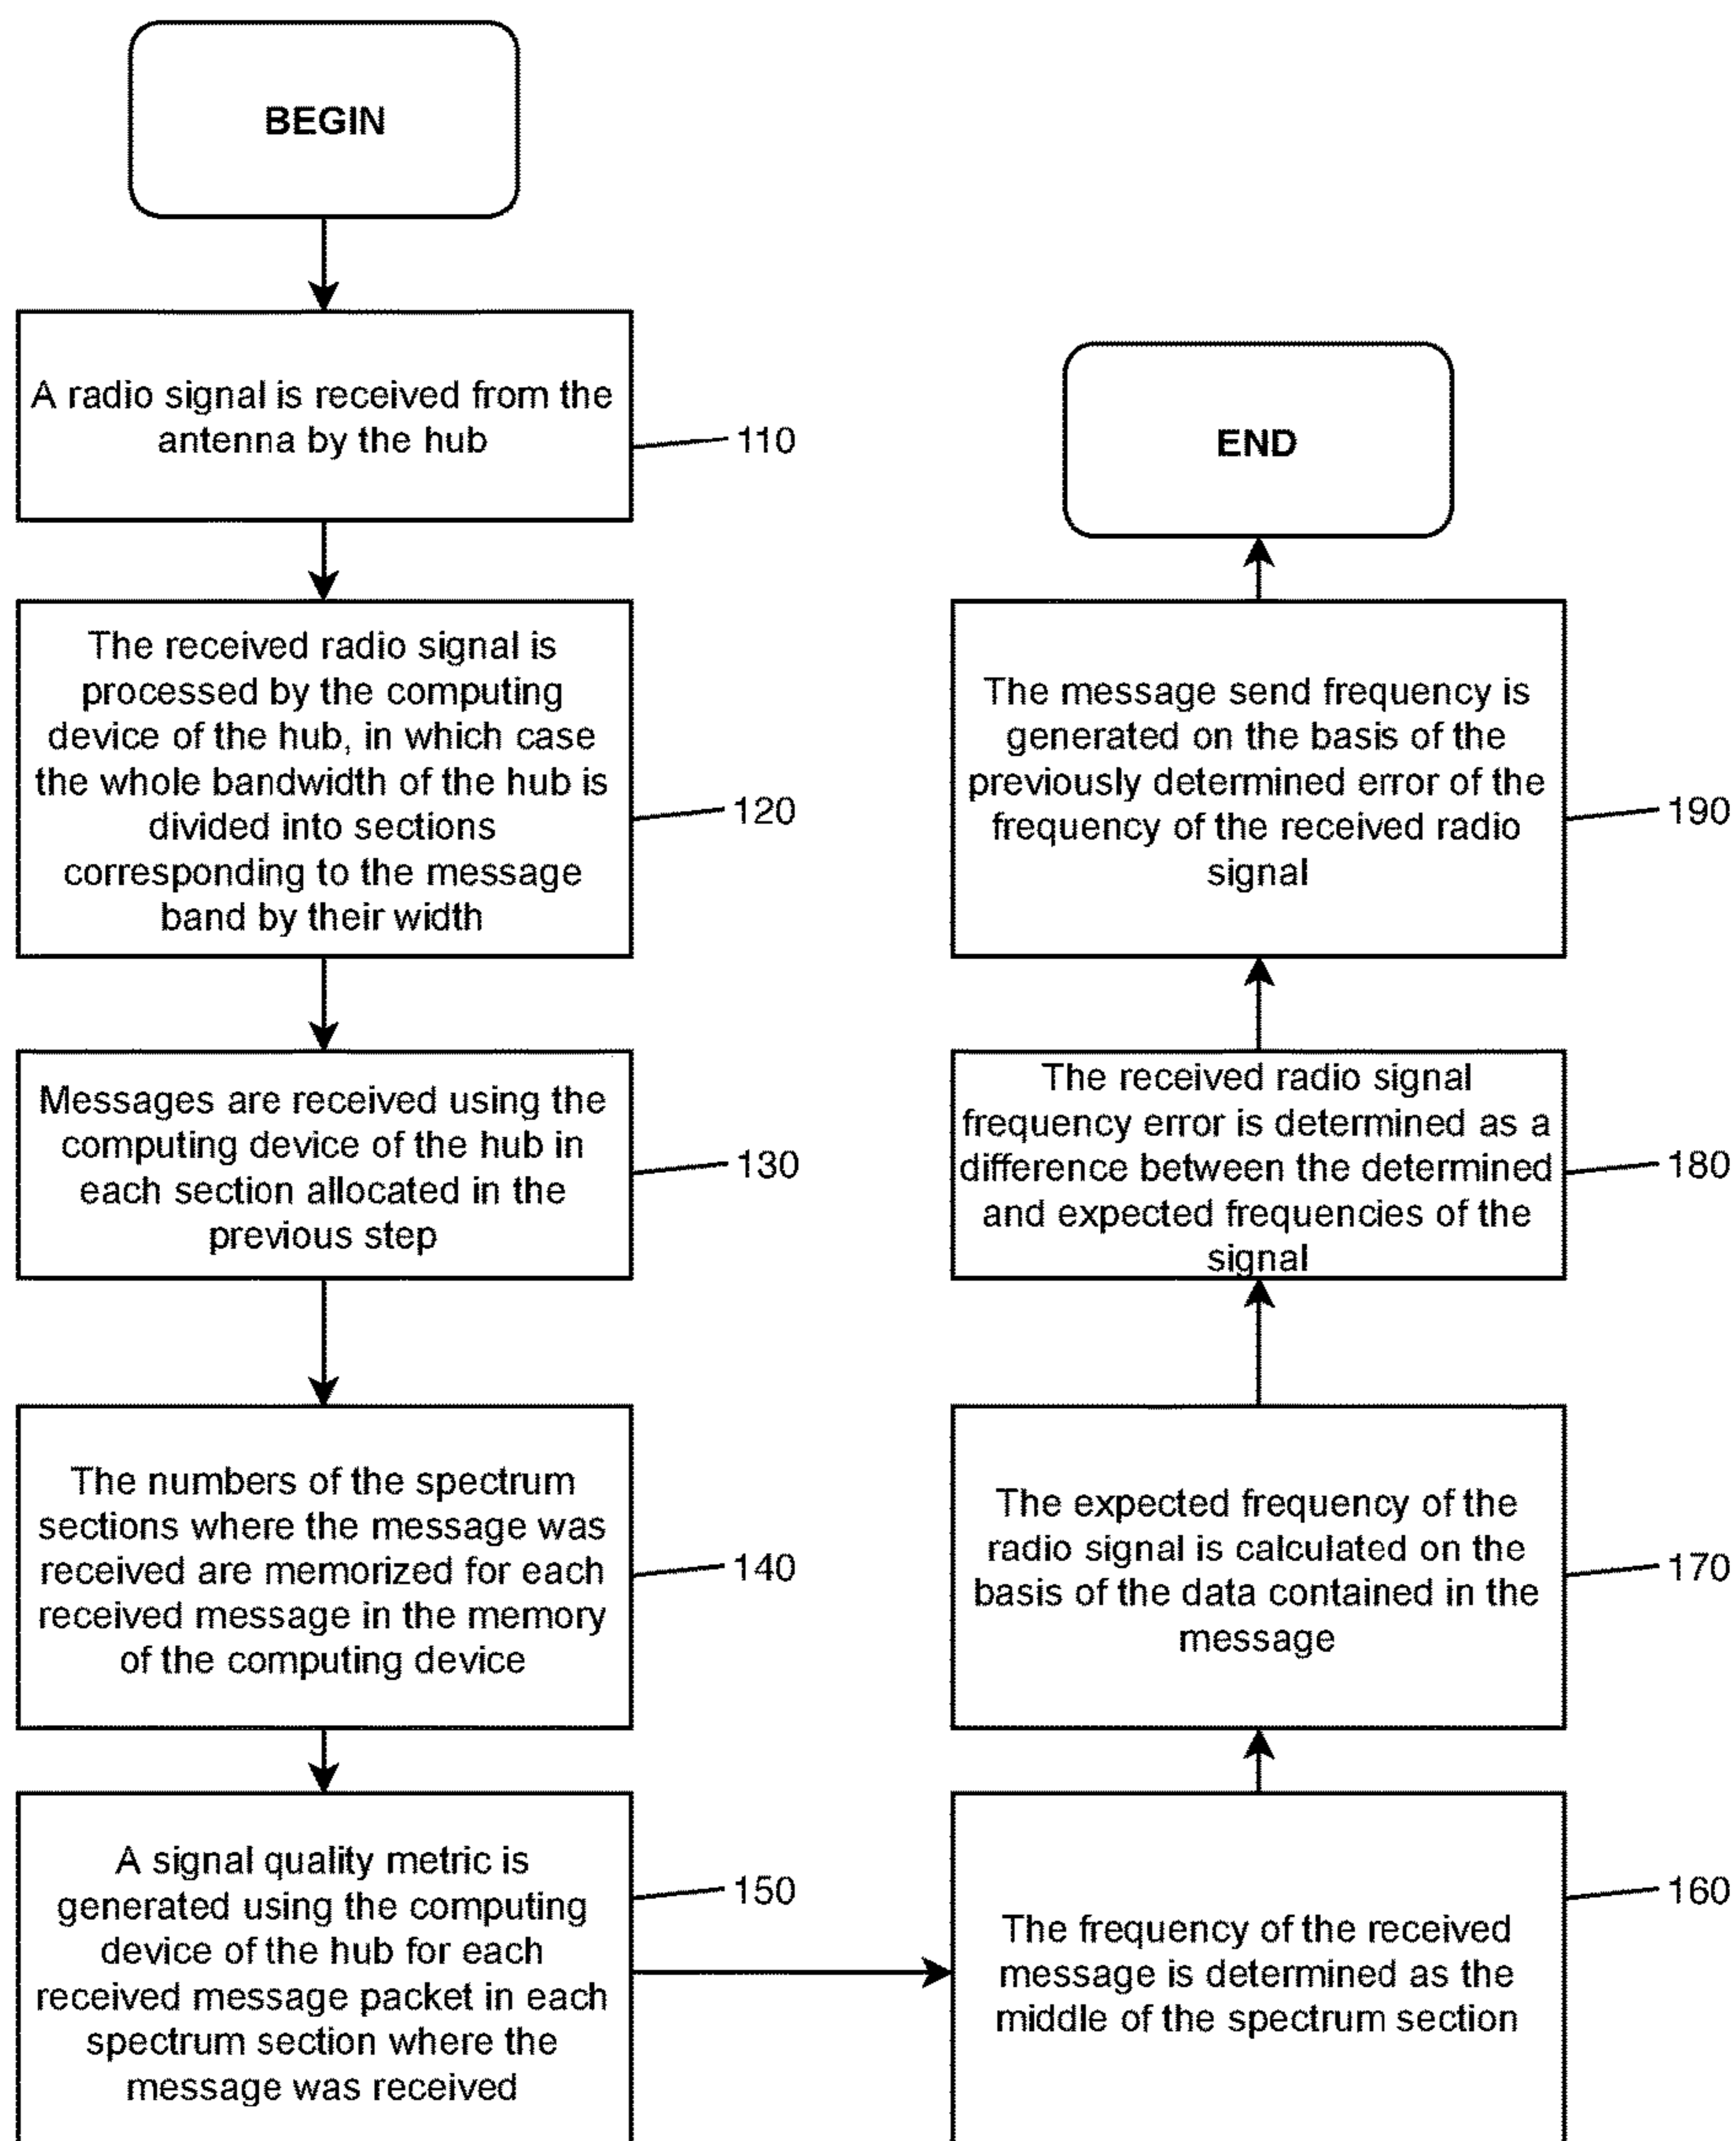 BEGIN
A radio signal is received from the
antenna by the hub
110
The received radio signal is
processed by the computing
device of the hub, in which case
the whole bandwidth of the hub is
divided into sections
corresponding to the message
band by their width
120
Messages are received using the
computing device of the hub in
each section allocated in the
previous step
130
The numbers of the spectrum
sections where the message was
received are memorized for each
received message in the memory
of the computing device
140
A signal quality metric is
generated using the computing
device of the hub for each
received message packet in each
spectrum section where the
message was received
150
The frequency of the received
message is determined as the
middle of the spectrum section
160
The expected frequency of the
radio signal is calculated on the
basis of the data contained in the
message
170
The received radio signal
frequency error is determined as a
difference between the determined
and expected frequencies of the
signal
180
The message send frequency is
generated on the basis of the
previously determined error of the
frequency of the received radio
signal
190
END